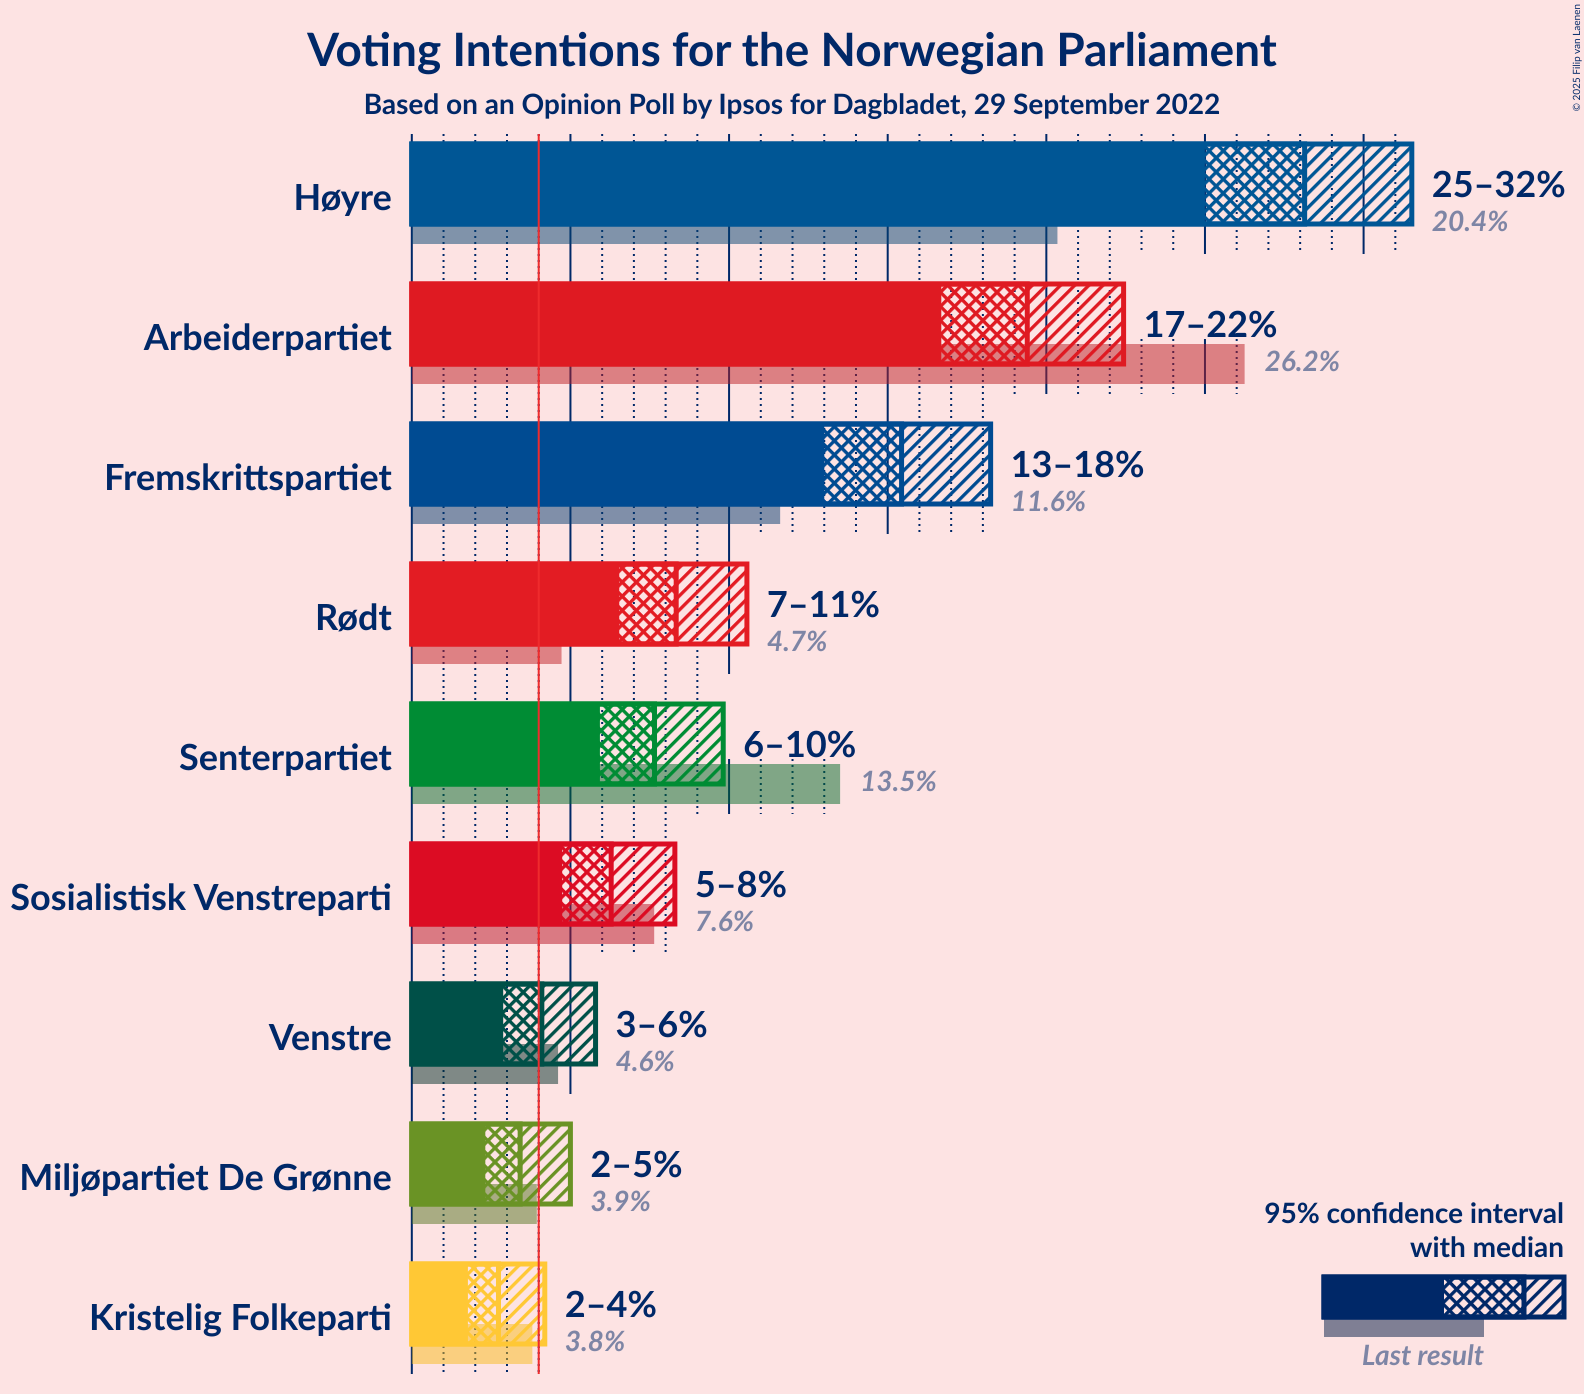 Voting Intentions for the Norwegian Parliament
Based on an Opinion Poll by Ipsos for Dagbladet, 29 September 2022
© 2025 Filip van Laenen
Høyre
25–32%
20.4%
Arbeiderpartiet
17–22%
26.2%
Fremskrittspartiet
13–18%
11.6%
Rødt
7–11%
4.7%
Senterpartiet
6–10%
13.5%
Sosialistisk Venstreparti
5–8%
7.6%
Venstre
3–6%
4.6%
Miljøpartiet De Grønne
2–5%
3.9%
Kristelig Folkeparti
2–4%
3.8%
95% confidence interval
with median
Last result